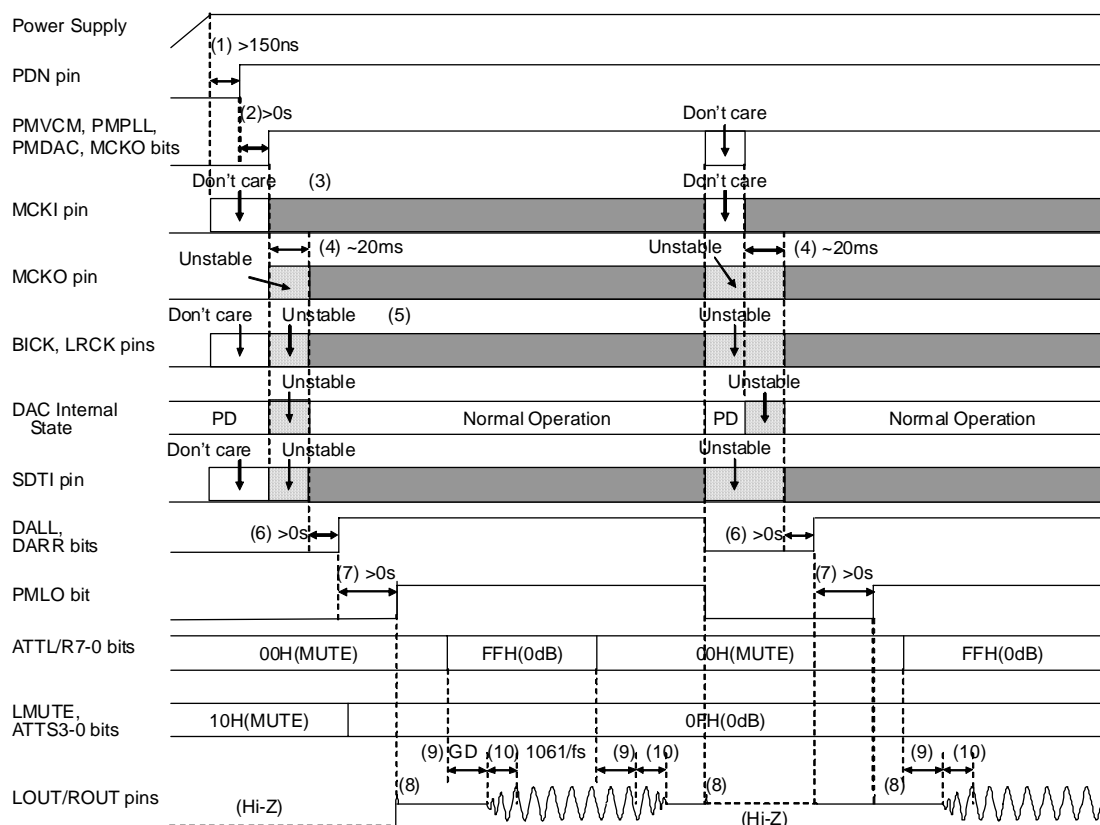 Power Supply
(1) >150ns
PDN pin
(2)>0s
PMVCM, PMPLL,
PMDAC, MCKO bits
Don't care
Don't care (3)
Don't care
MCKI pin
(4) ~20ms
Unstable
Unstable
(4) ~20ms
MCKO pin
Don't care
Unstable
(5)
Unstable
BICK, LRCK pins
Unstable
Unstable
DAC Internal
State
PD
Normal Operation
PD
Normal Operation
Don't care
Unstable
Unstable
SDTI pin
DALL,
DARR bits
(6) >0s
(6) >0s
(7) >0s
(7) >0s
PMLO bit
ATTL/R7-0 bits
00H(MUTE)
FFH(0dB)
00H(MUTE)
FFH(0dB)
LMUTE,
ATTS3-0 bits
10H(MUTE)
0FH(0dB)
(9) GD (10) 1061/fs
(9) (10)
(9) (10)
LOUT/ROUT pins
(8)
(8)
(8)
(Hi-Z)
(Hi-Z)